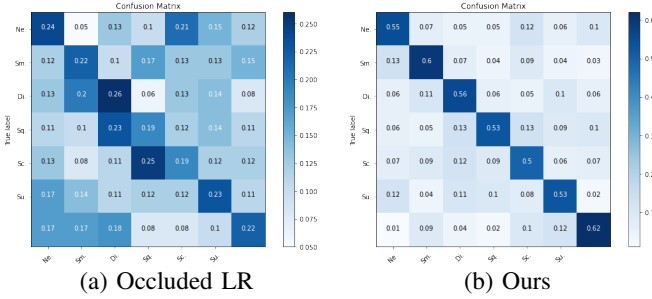 Confusion Matrix
Ne. 0.24 0.05 0.13 0.1 0.21 0.15 0.12
Sm. 0.12 0.22 0.1 0.17 0.13 0.13 0.15
Di. 0.13 0.2 0.26 0.06 0.13 0.14 0.08
Sq. 0.11 0.1 0.23 0.19 0.12 0.14 0.11
Sc. 0.13 0.08 0.11 0.25 0.19 0.12 0.12
Su. 0.17 0.14 0.11 0.12 0.12 0.23 0.11
0.17 0.17 0.18 0.08 0.08 0.1 0.22
True label
Ne. Sm. Di. Sq. Sc. Su.
0.250
0.225
0.200
0.175
0.150
0.125
0.100
0.075
0.050
(a) Occluded LR
Confusion Matrix
Ne. 0.55 0.07 0.05 0.05 0.12 0.06 0.1
Sm. 0.13 0.6 0.07 0.04 0.09 0.04 0.03
Di. 0.06 0.11 0.56 0.06 0.05 0.1 0.06
Sq. 0.06 0.05 0.13 0.53 0.13 0.09 0.1
Sc. 0.07 0.09 0.12 0.09 0.5 0.06 0.07
Su. 0.12 0.04 0.11 0.1 0.09 0.53 0.02
0.01 0.09 0.04 0.02 0.1 0.12 0.62
True label
Ne. Sm. Di. Sq. Sc. Su.
(b) Ours